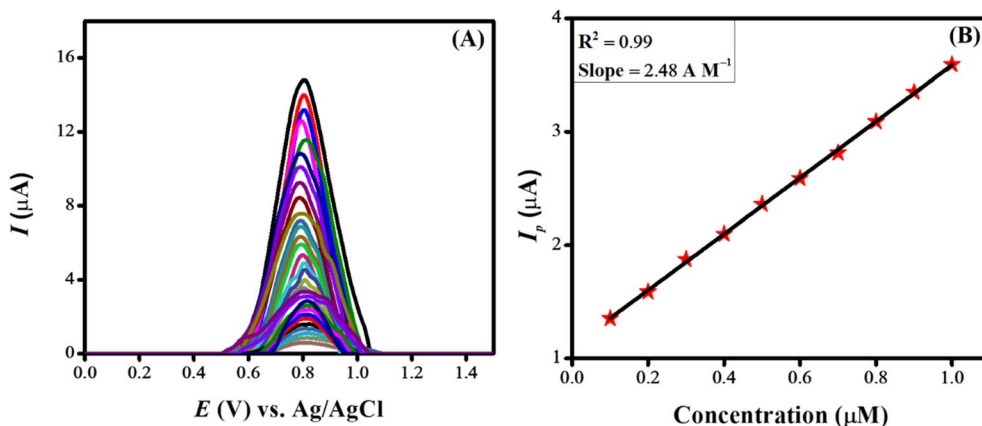 (A)
I (µA)
16
12
8
4
0
0.0 0.2 0.4 0.6 0.8 1.0 1.2 1.4
E (V) vs. Ag/AgCl
(B)
R² = 0.99
Slope = 2.48 A M⁻¹
Iₚ (µA)
4
3
2
1
0.0 0.2 0.4 0.6 0.8 1.0
Concentration (µM)